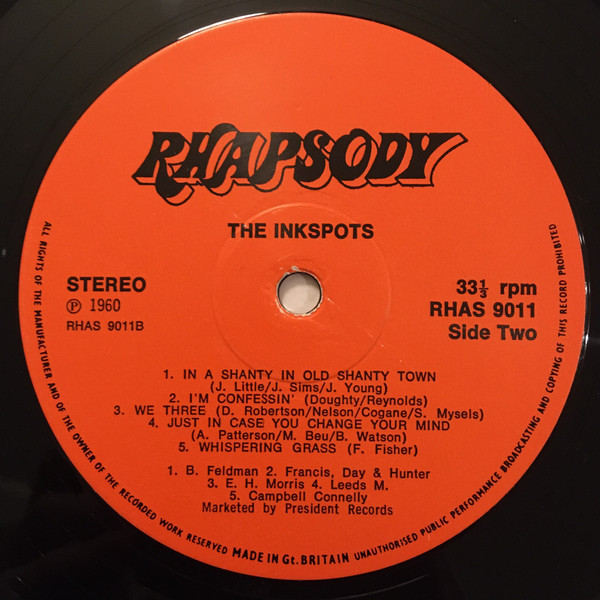 RHAPSODY
THE INKSPOTS
STEREO
Ⓟ 1960
RHAS 9011B
33⅓ rpm
RHAS 9011
Side Two
1. IN A SHANTY IN OLD SHANTY TOWN
(J. Little/J. Sims/J. Young)
2. I'M CONFESSIN' (Doughty/Reynolds)
3. WE THREE (D. Robertson/Nelson/Cogane/S. Mysels)
4. JUST IN CASE YOU CHANGE YOUR MIND
(A. Patterson/M. Beu/B. Watson)
5. WHISPERING GRASS (F. Fisher)
1. B. Feldman 2. Francis, Day & Hunter
3. E. H. Morris 4. Leeds M.
5. Campbell Connelly
Marketed by President Records
ALL RIGHTS OF THE MANUFACTURER AND OF THE OWNER OF THE RECORDED WORK RESERVED MADE IN Gt. BRITAIN UNAUTHORISED PUBLIC PERFORMANCE BROADCASTING AND COPYING OF THIS RECORD PROHIBITED